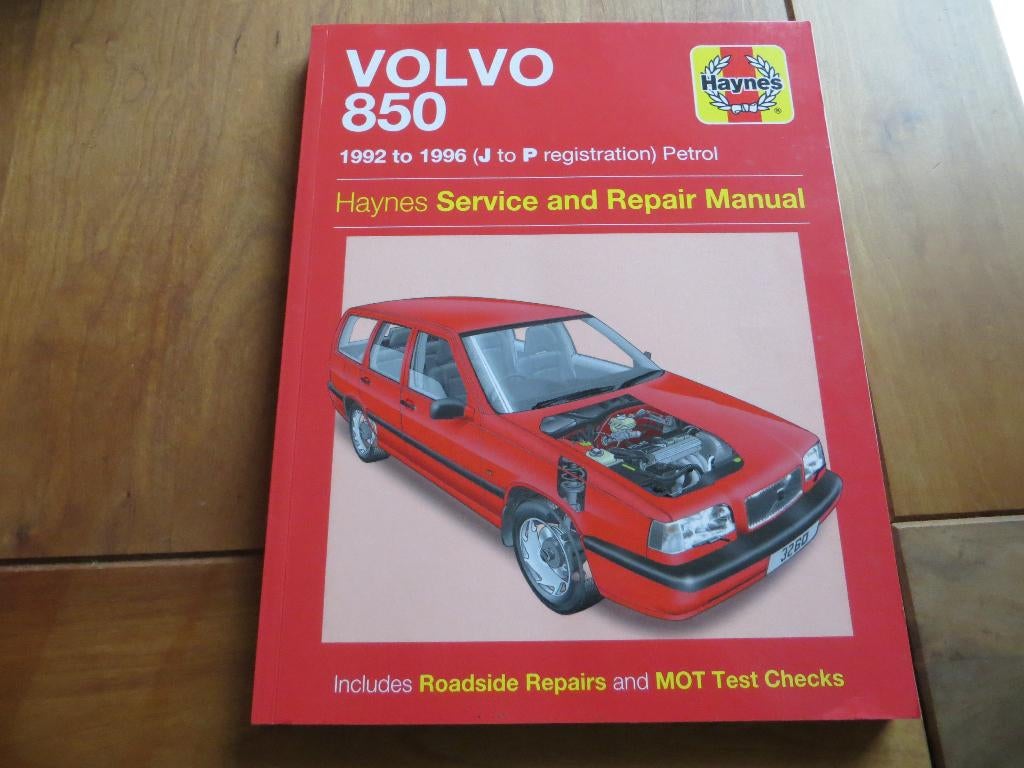 VOLVO
850
Haynes
®
1992 to 1996 (J to P registration) Petrol
Haynes Service and Repair Manual
3260
Includes Roadside Repairs and MOT Test Checks